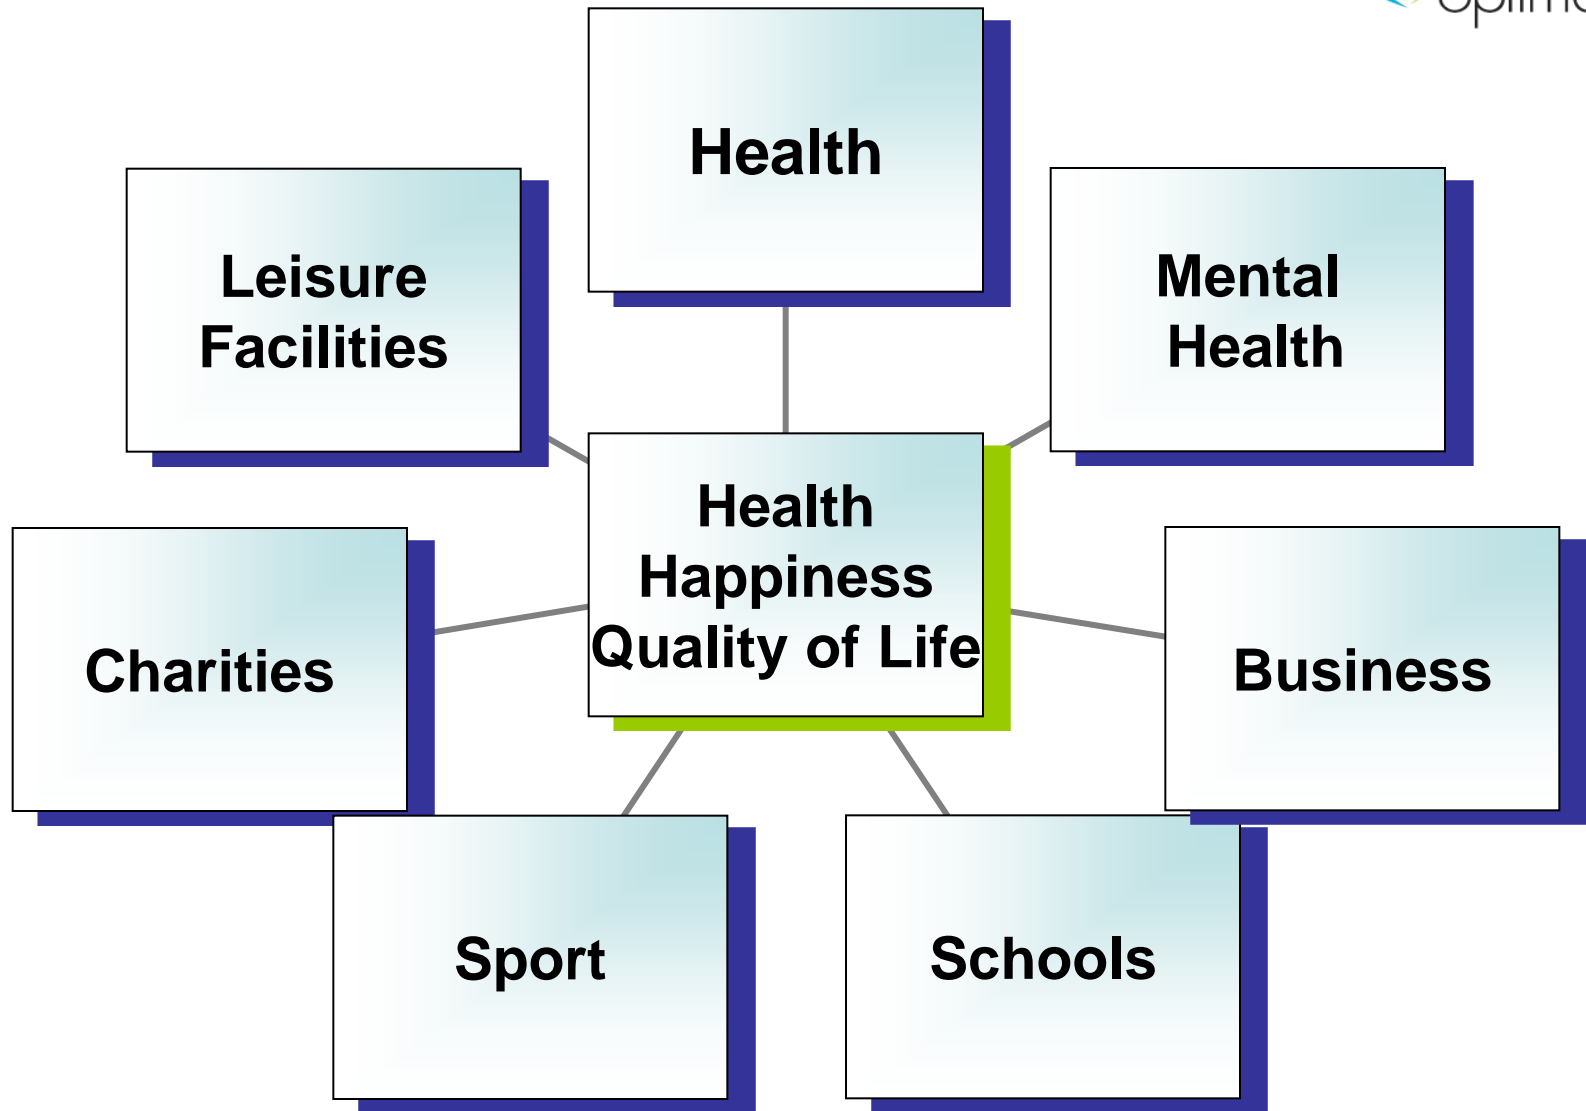 Health
Leisure
Facilities
Mental
Health
Health
Happiness
Quality of Life
Charities
Business
Sport
Schools